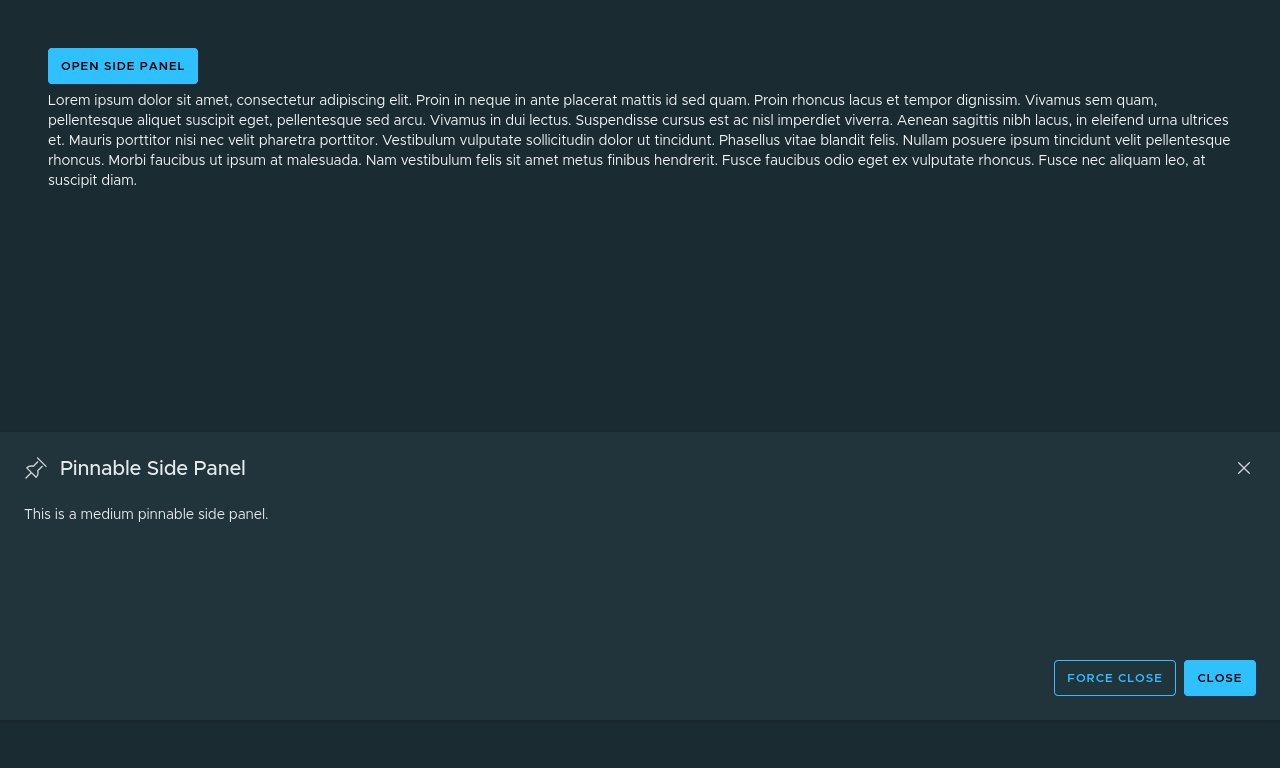 OPEN SIDE PANEL
Lorem ipsum dolor sit amet, consectetur adipiscing elit. Proin in neque in ante placerat mattis id sed quam. Proin rhoncus lacus et tempor dignissim. Vivamus sem quam,
pellentesque aliquet suscipit eget, pellentesque sed arcu. Vivamus in dui lectus. Suspendisse cursus est ac nisl imperdiet viverra. Aenean sagittis nibh lacus, in eleifend urna ultrices
et. Mauris porttitor nisi nec velit pharetra porttitor. Vestibulum vulputate sollicitudin dolor ut tincidunt. Phasellus vitae blandit felis. Nullam posuere ipsum tincidunt velit pellentesque
rhoncus. Morbi faucibus ut ipsum at malesuada. Nam vestibulum felis sit amet metus finibus hendrerit. Fusce faucibus odio eget ex vulputate rhoncus. Fusce nec aliquam leo, at
suscipit diam.
Pinnable Side Panel
This is a medium pinnable side panel.
FORCE CLOSE
CLOSE